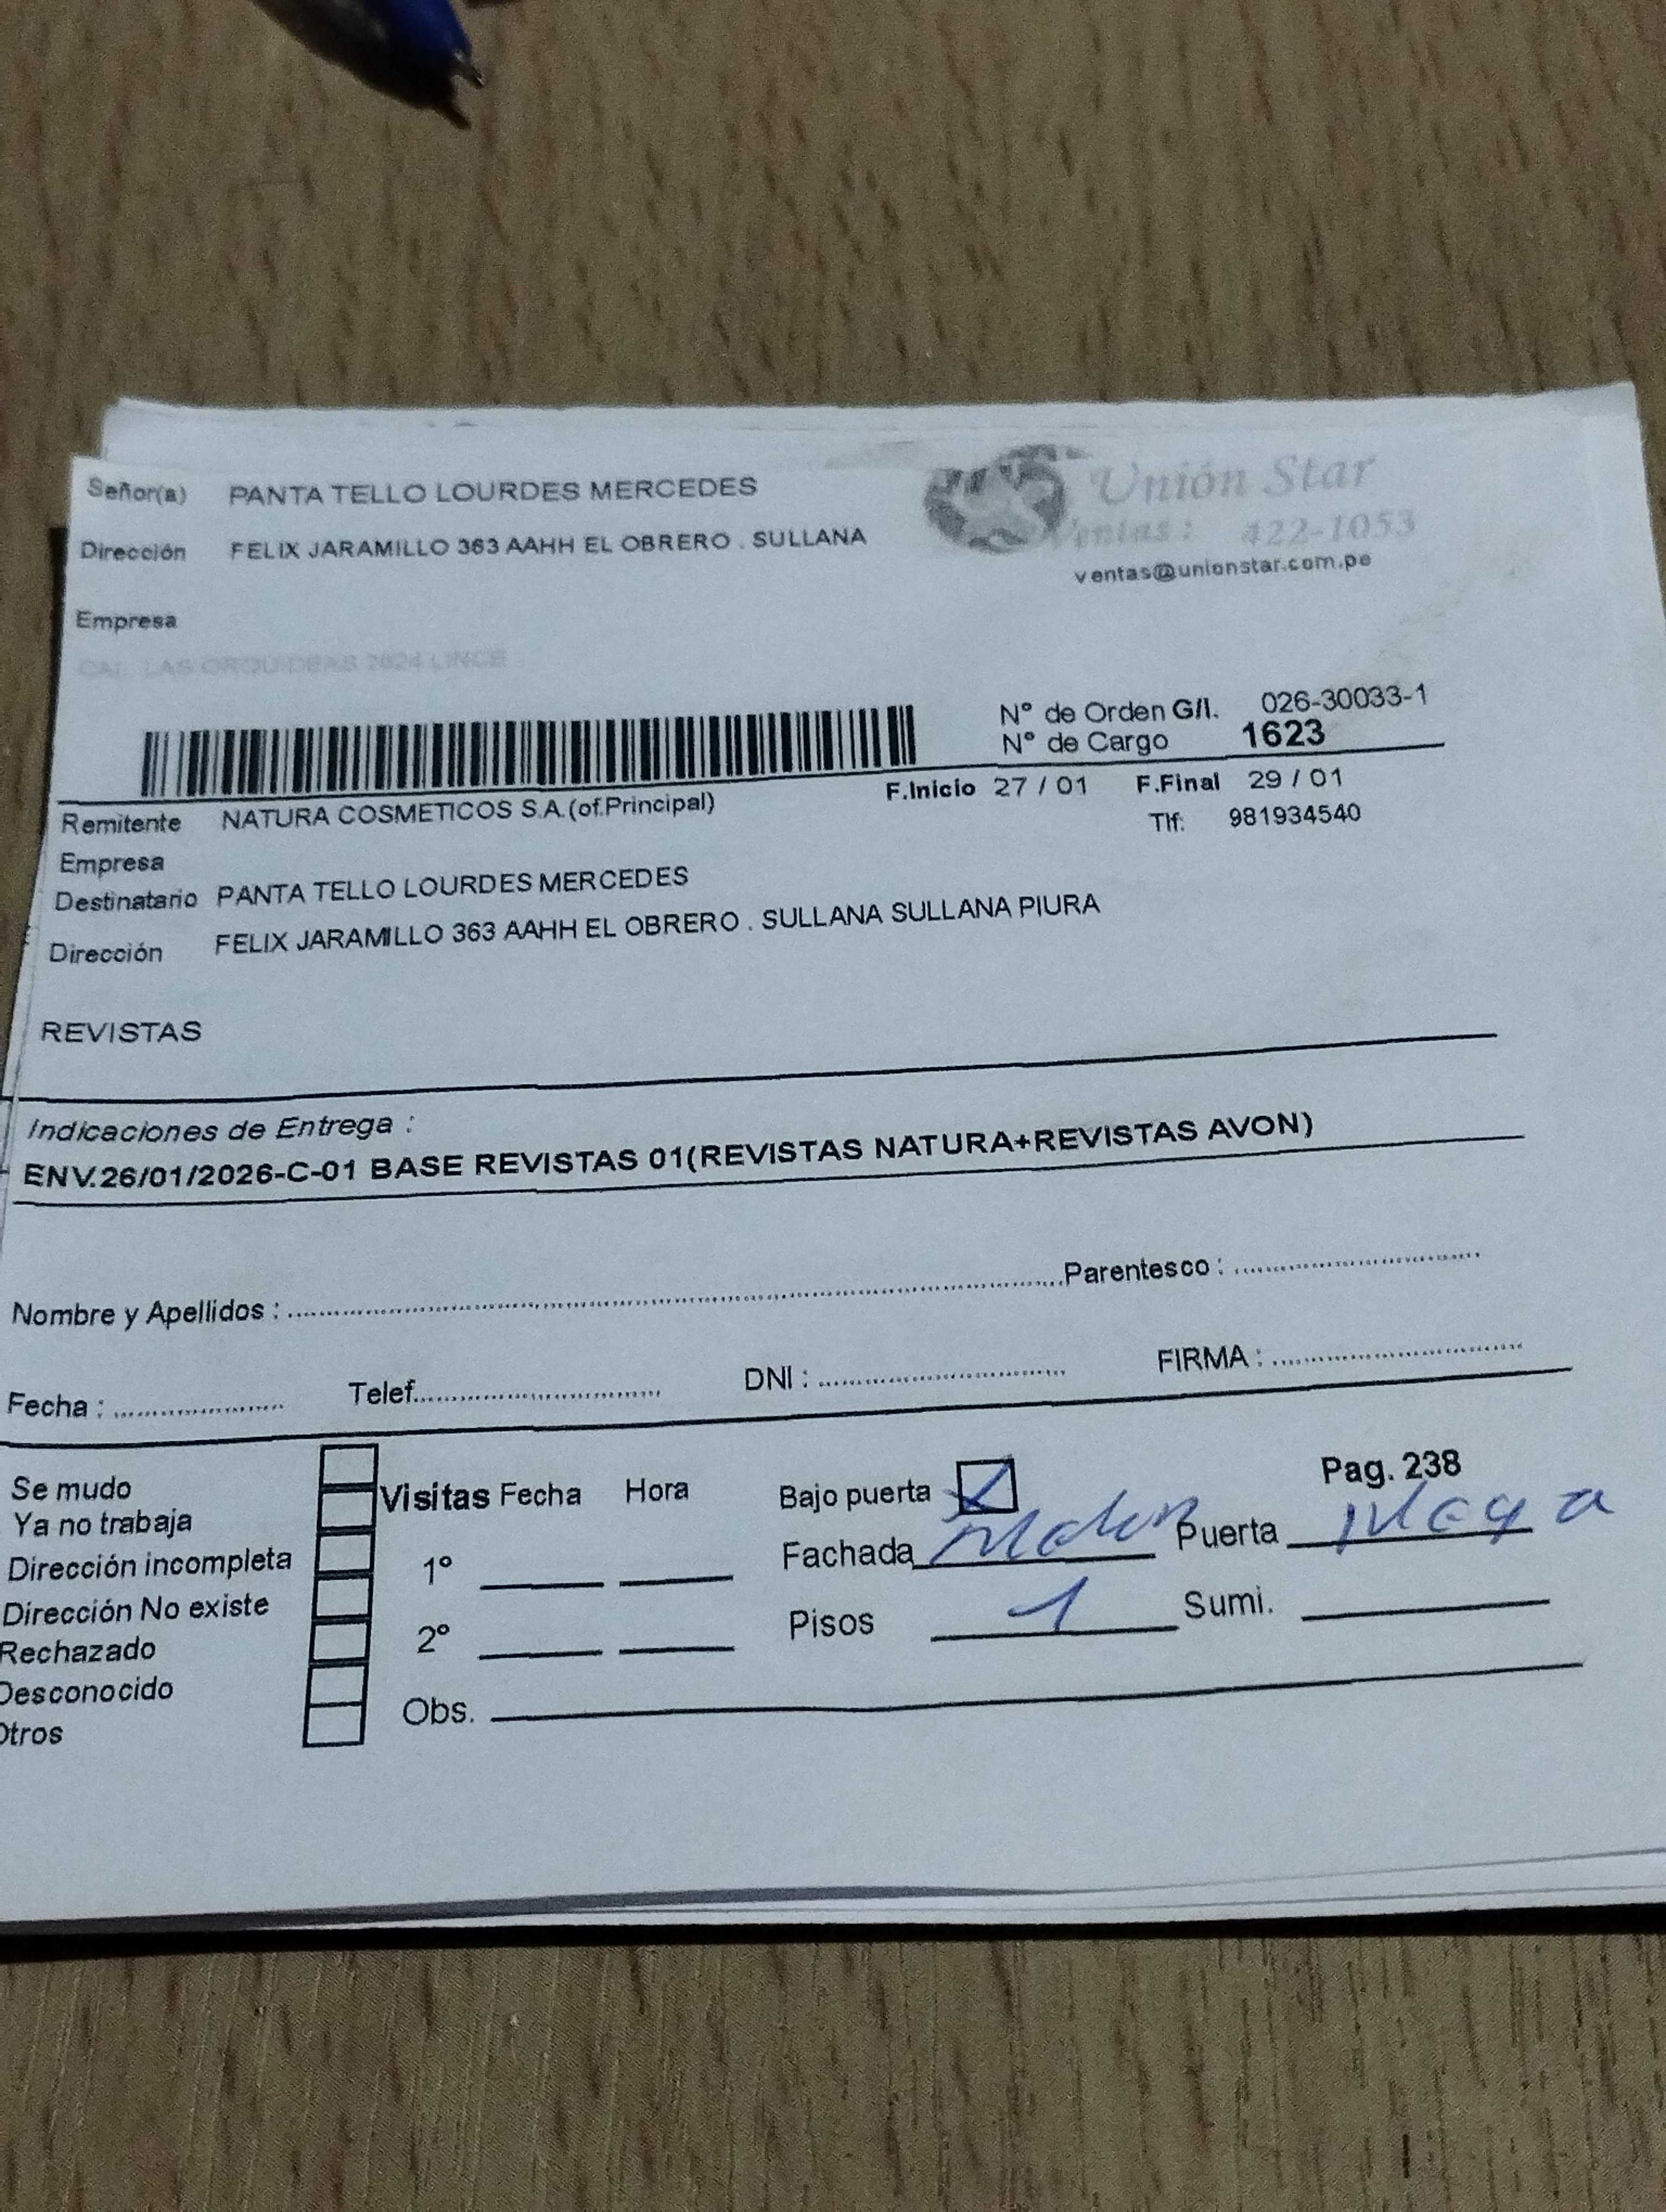 Señor(a) PANTA TELLO LOURDES MERCEDES
Unión Star
Dirección FELIX JARAMILLO 363 AAHH EL OBRERO . SULLANA
Ventas : 422-1053
ventas@unionstar.com.pe
Empresa
CAL. LAS ORQUIDEAS 2624 LINCE
N° de Orden G/I. 026-30033-1
N° de Cargo 1623
F.Inicio 27 / 01 F.Final 29 / 01
Remitente NATURA COSMETICOS S.A.(of.Principal) Tlf: 981934540
Empresa
Destinatario PANTA TELLO LOURDES MERCEDES
Dirección FELIX JARAMILLO 363 AAHH EL OBRERO . SULLANA SULLANA PIURA
REVISTAS
Indicaciones de Entrega :
ENV.26/01/2026-C-01 BASE REVISTAS 01(REVISTAS NATURA+REVISTAS AVON)
Nombre y Apellidos : Parentesco :
Fecha : Telef. DNI : FIRMA :
Pag. 238
Se mudo Visitas Fecha Hora Bajo puerta
Ya no trabaja
Dirección incompleta 1° Fachada Puerta
Dirección No existe
Rechazado 2° Pisos 1 Sumi.
Desconocido
Otros Obs.